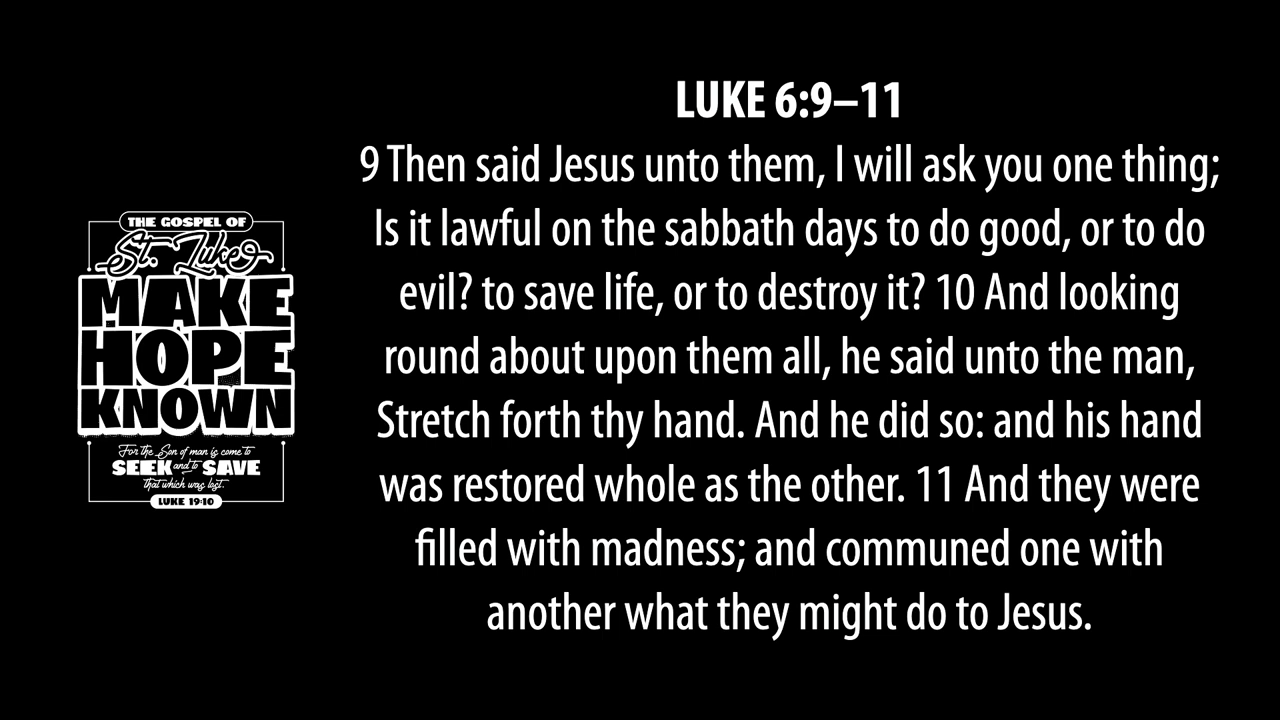 THE GOSPEL OF
St. Luke
MAKE
HOPE
KNOWN
For the Son of man is come to
SEEK and to SAVE
that which was lost.
LUKE 19:10
LUKE 6:9–11
9 Then said Jesus unto them, I will ask you one thing;
Is it lawful on the sabbath days to do good, or to do
evil? to save life, or to destroy it? 10 And looking
round about upon them all, he said unto the man,
Stretch forth thy hand. And he did so: and his hand
was restored whole as the other. 11 And they were
filled with madness; and communed one with
another what they might do to Jesus.